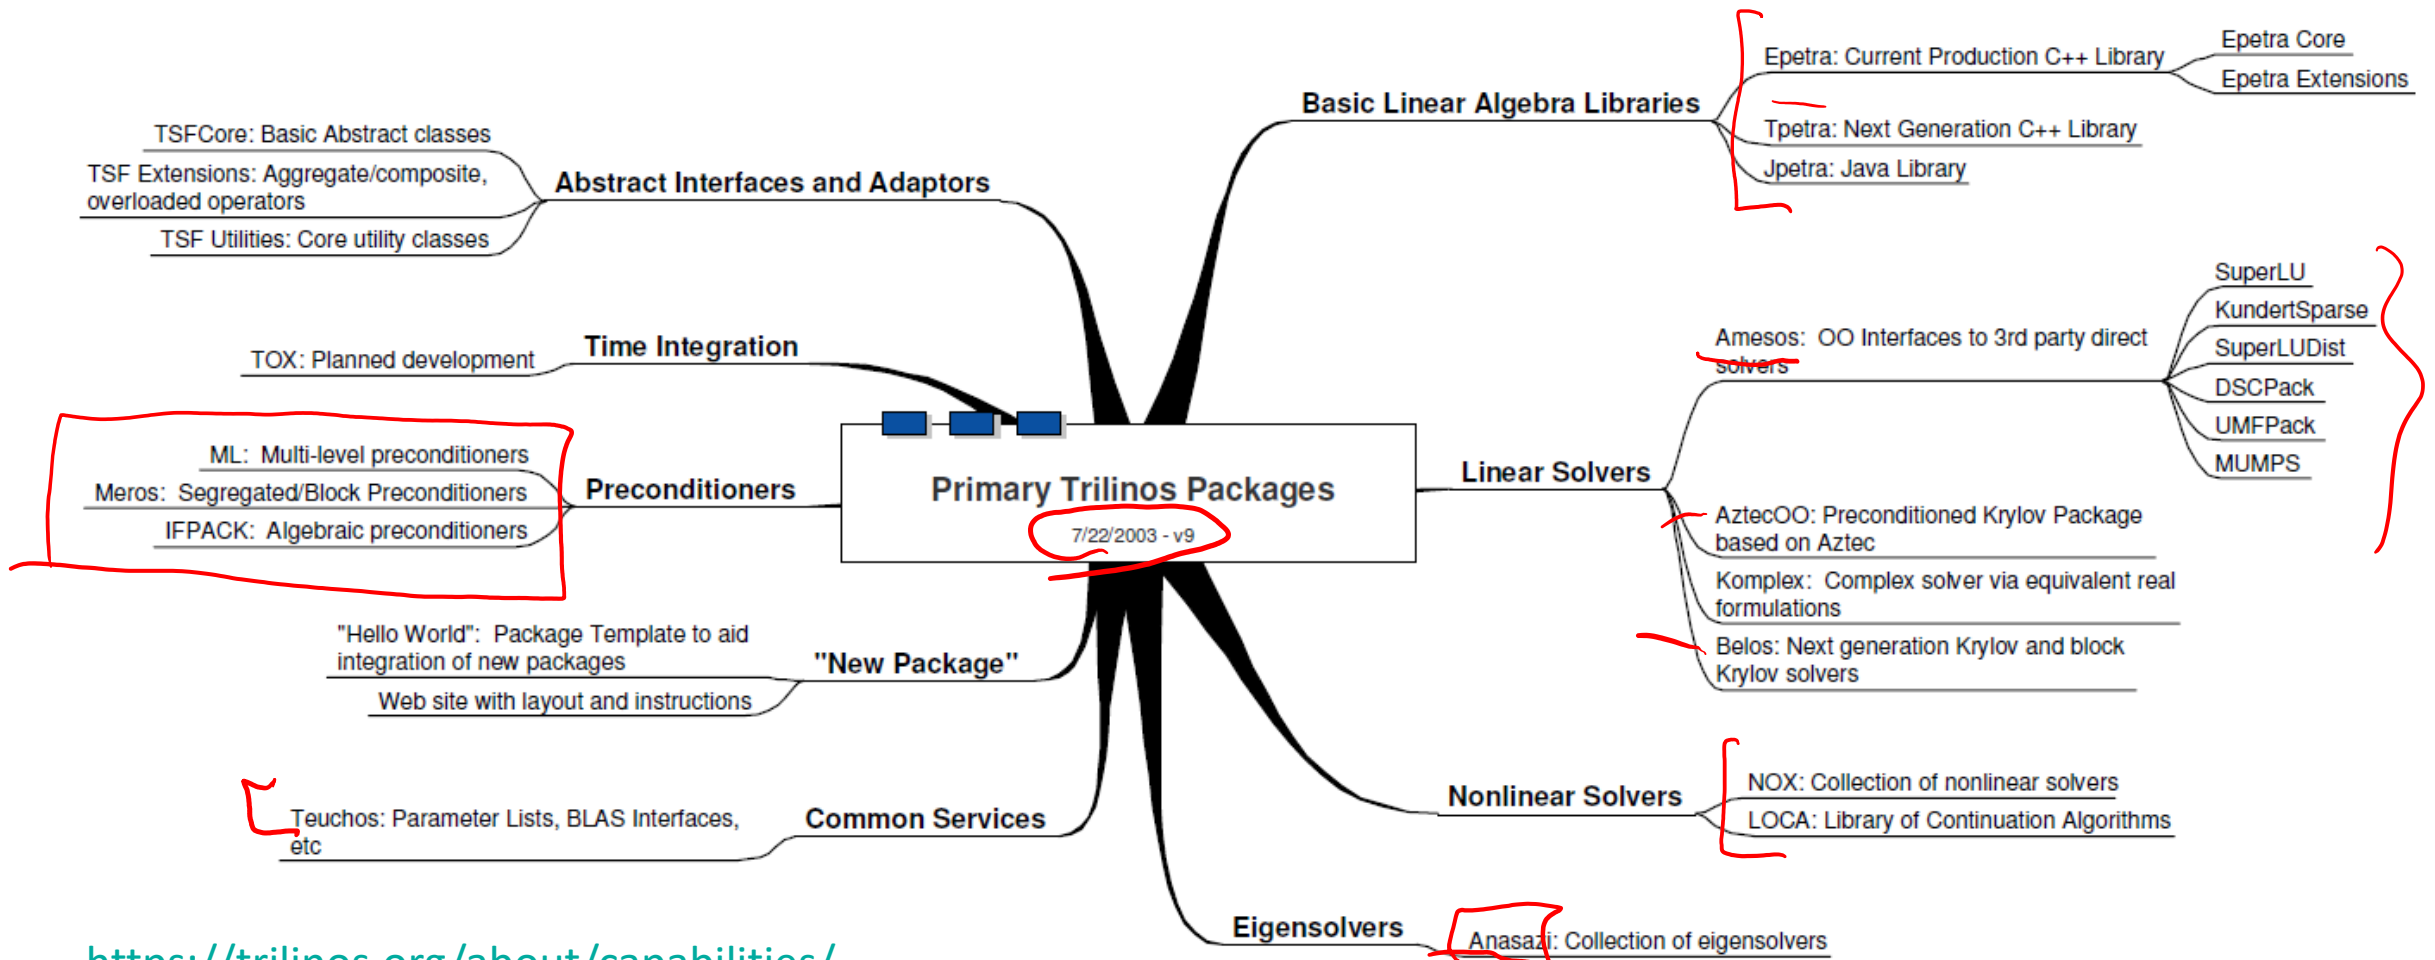 Primary Trilinos Packages
7/22/2003 - v9
Basic Linear Algebra Libraries
Epetra: Current Production C++ Library
Epetra Core
Epetra Extensions
Tpetra: Next Generation C++ Library
Jpetra: Java Library
Linear Solvers
Amesos: OO Interfaces to 3rd party direct
solvers
SuperLU
KundertSparse
SuperLUDist
DSCPack
UMFPack
MUMPS
AztecOO: Preconditioned Krylov Package
based on Aztec
Komplex: Complex solver via equivalent real
formulations
Belos: Next generation Krylov and block
Krylov solvers
Nonlinear Solvers
NOX: Collection of nonlinear solvers
LOCA: Library of Continuation Algorithms
Eigensolvers
Anasazi: Collection of eigensolvers
Abstract Interfaces and Adaptors
TSFCore: Basic Abstract classes
TSF Extensions: Aggregate/composite,
overloaded operators
TSF Utilities: Core utility classes
Time Integration
TOX: Planned development
Preconditioners
ML: Multi-level preconditioners
Meros: Segregated/Block Preconditioners
IFPACK: Algebraic preconditioners
"New Package"
"Hello World": Package Template to aid
integration of new packages
Web site with layout and instructions
Common Services
Teuchos: Parameter Lists, BLAS Interfaces,
etc
https://trilinos.org/about/capabilities/